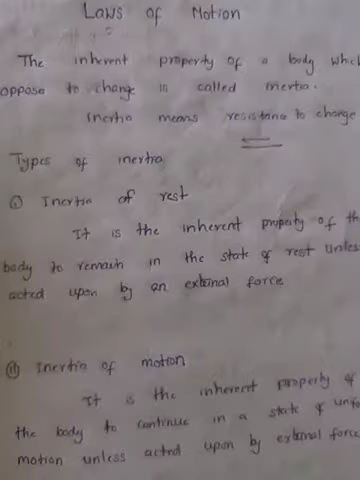 Laws of Motion
The inherent property of a body which
oppose to change is called inertia.
Inertia means resistance to change
Types of inertia
(i) Inertia of rest
It is the inherent property of the
body to remain in the state of rest unless
acted upon by an external force
(ii) Inertia of motion
It is the inherent property of
the body to continue in a state of
motion unless acted upon by external force